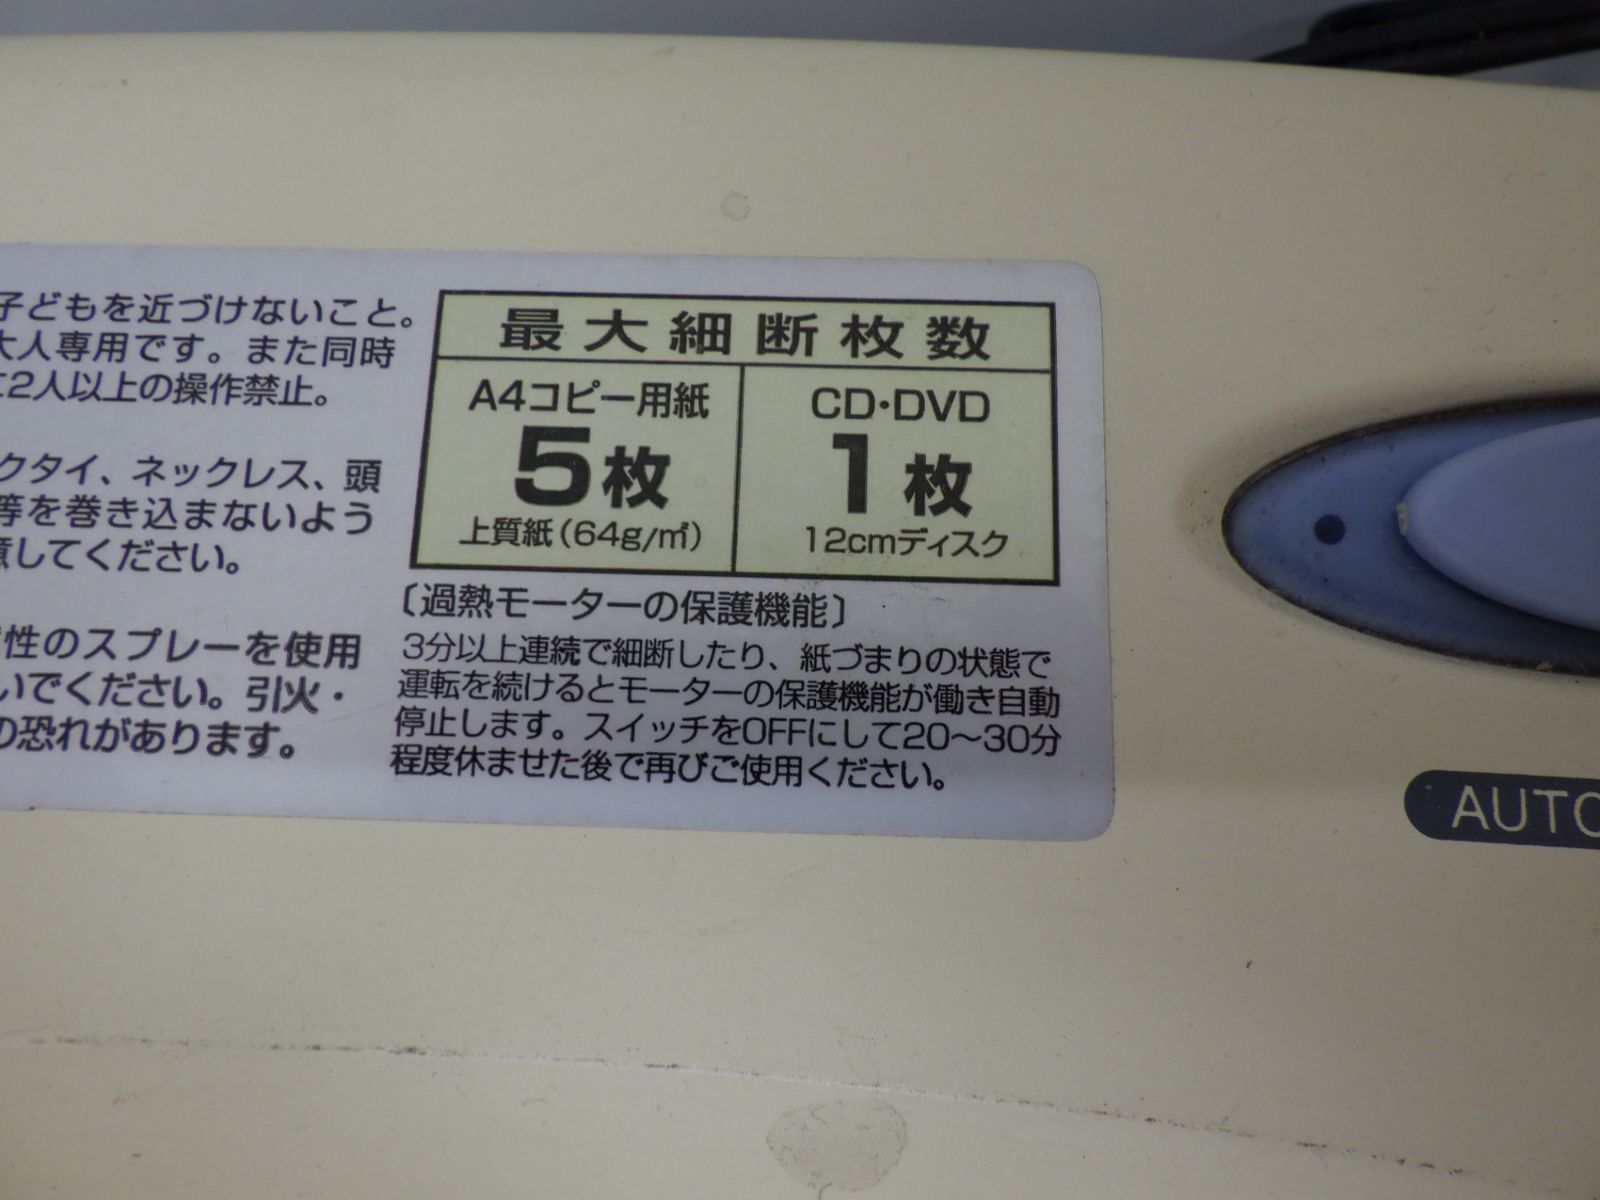 子どもを近づけないこと。
大人専用です。また同時
に2人以上の操作禁止。
クタイ、ネックレス、頭
等を巻き込まないよう
意してください。
性のスプレーを使用
いでください。引火・
の恐れがあります。
最大細断枚数
A4コピー用紙
5枚
上質紙(64g/㎡)
CD・DVD
1枚
12cmディスク
〔過熱モーターの保護機能〕
3分以上連続で細断したり、紙づまりの状態で
運転を続けるとモーターの保護機能が働き自動
停止します。スイッチをOFFにして20〜30分
程度休ませた後で再びご使用ください。
AUTO